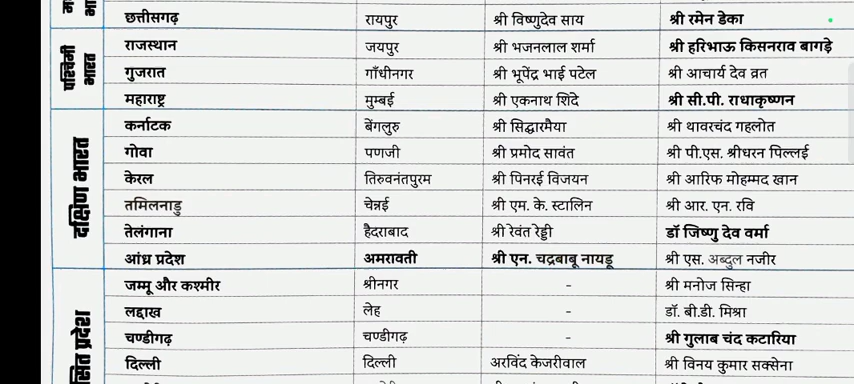 छत्तीसगढ़ रायपुर श्री विष्णुदेव साय श्री रमेन डेका
पश्चिमी भारत
राजस्थान जयपुर श्री भजनलाल शर्मा श्री हरिभाऊ किसनराव बागड़े
गुजरात गाँधीनगर श्री भूपेंद्र भाई पटेल श्री आचार्य देव व्रत
महाराष्ट्र मुम्बई श्री एकनाथ शिंदे श्री सी.पी. राधाकृष्णन
दक्षिण भारत
कर्नाटक बेंगलुरु श्री सिद्धारमैया श्री थावरचंद गहलोत
गोवा पणजी श्री प्रमोद सावंत श्री पी.एस. श्रीधरन पिल्लई
केरल तिरुवनंतपुरम श्री पिनरई विजयन श्री आरिफ मोहम्मद खान
तमिलनाडु चेन्नई श्री एम. के. स्टालिन श्री आर. एन. रवि
तेलंगाना हैदराबाद श्री रेवंत रेड्डी डॉ जिष्णु देव वर्मा
आंध्र प्रदेश अमरावती श्री एन. चद्रबाबू नायडू श्री एस. अब्दुल नजीर
जम्मू और कश्मीर श्रीनगर - श्री मनोज सिन्हा
लद्दाख लेह - डॉ. बी.डी. मिश्रा
चण्डीगढ़ चण्डीगढ़ - श्री गुलाब चंद कटारिया
दिल्ली दिल्ली अरविंद केजरीवाल श्री विनय कुमार सक्सेना